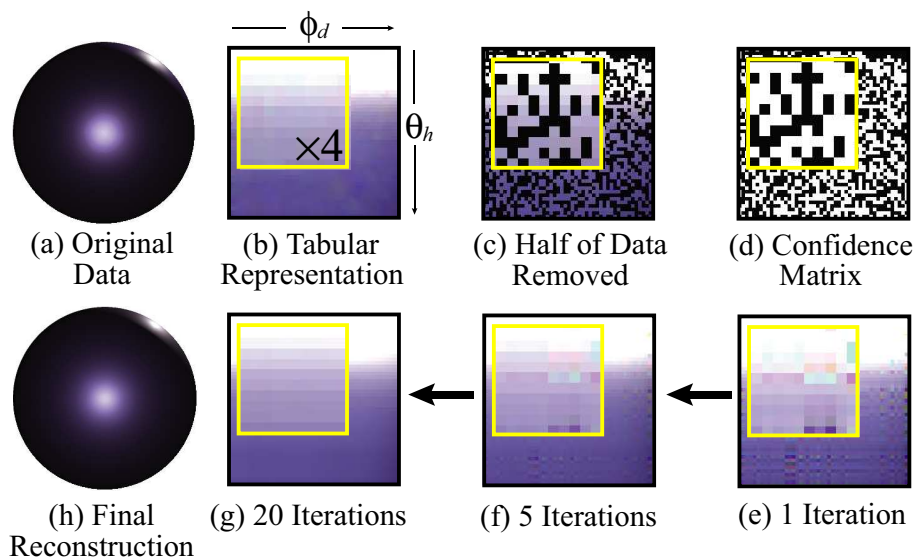 ϕd
θh
×4
(a) Original
Data
(b) Tabular
Representation
(c) Half of Data
Removed
(d) Confidence
Matrix
(h) Final
Reconstruction
(g) 20 Iterations
(f) 5 Iterations
(e) 1 Iteration